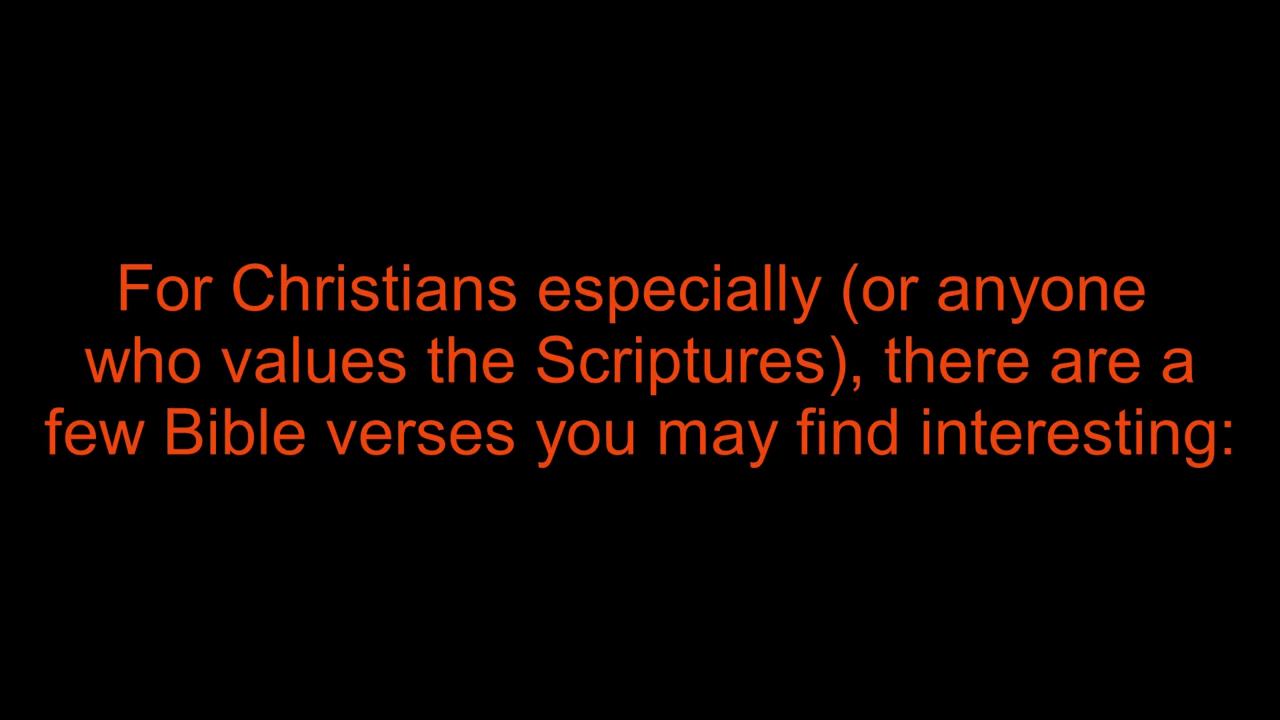 For Christians especially (or anyone
who values the Scriptures), there are a
few Bible verses you may find interesting: